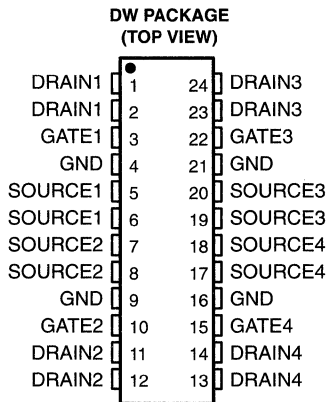 DW PACKAGE
(TOP VIEW)
DRAIN1 1 24 DRAIN3
DRAIN1 2 23 DRAIN3
GATE1 3 22 GATE3
GND 4 21 GND
SOURCE1 5 20 SOURCE3
SOURCE1 6 19 SOURCE3
SOURCE2 7 18 SOURCE4
SOURCE2 8 17 SOURCE4
GND 9 16 GND
GATE2 10 15 GATE4
DRAIN2 11 14 DRAIN4
DRAIN2 12 13 DRAIN4